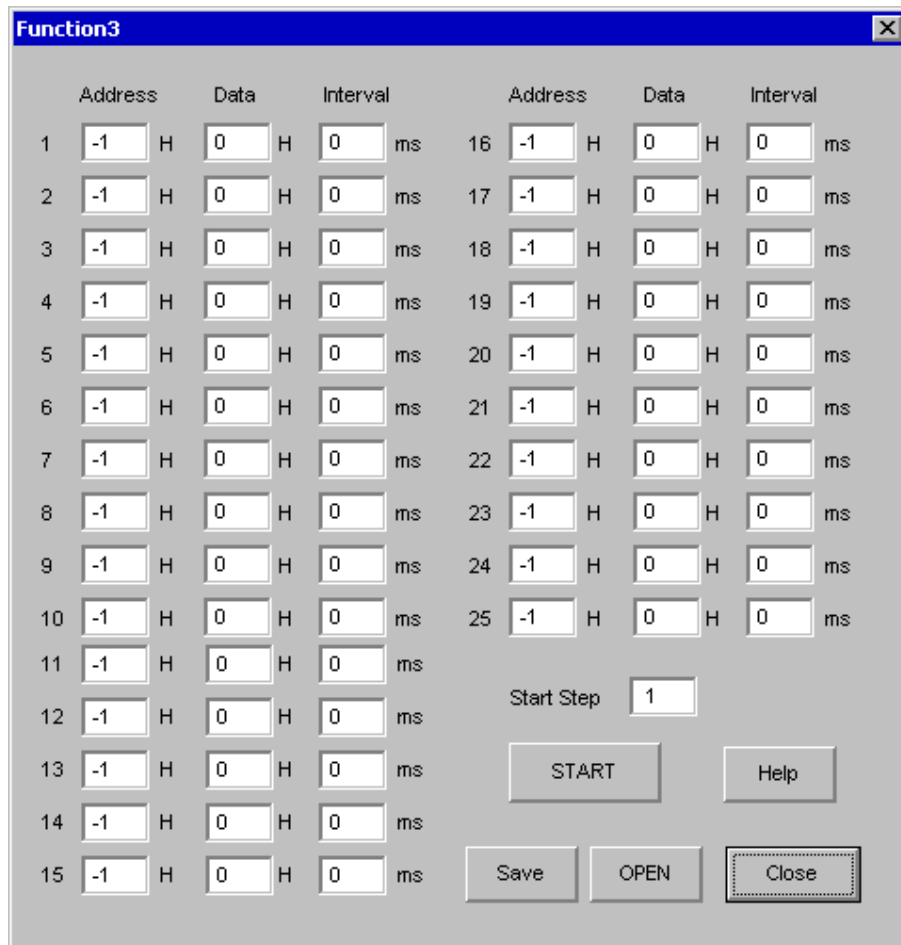 Function3
Address Data Interval Address Data Interval
1 -1 H 0 H 0 ms 16 -1 H 0 H 0 ms
2 -1 H 0 H 0 ms 17 -1 H 0 H 0 ms
3 -1 H 0 H 0 ms 18 -1 H 0 H 0 ms
4 -1 H 0 H 0 ms 19 -1 H 0 H 0 ms
5 -1 H 0 H 0 ms 20 -1 H 0 H 0 ms
6 -1 H 0 H 0 ms 21 -1 H 0 H 0 ms
7 -1 H 0 H 0 ms 22 -1 H 0 H 0 ms
8 -1 H 0 H 0 ms 23 -1 H 0 H 0 ms
9 -1 H 0 H 0 ms 24 -1 H 0 H 0 ms
10 -1 H 0 H 0 ms 25 -1 H 0 H 0 ms
11 -1 H 0 H 0 ms
12 -1 H 0 H 0 ms Start Step 1
13 -1 H 0 H 0 ms START Help
14 -1 H 0 H 0 ms
15 -1 H 0 H 0 ms Save OPEN Close